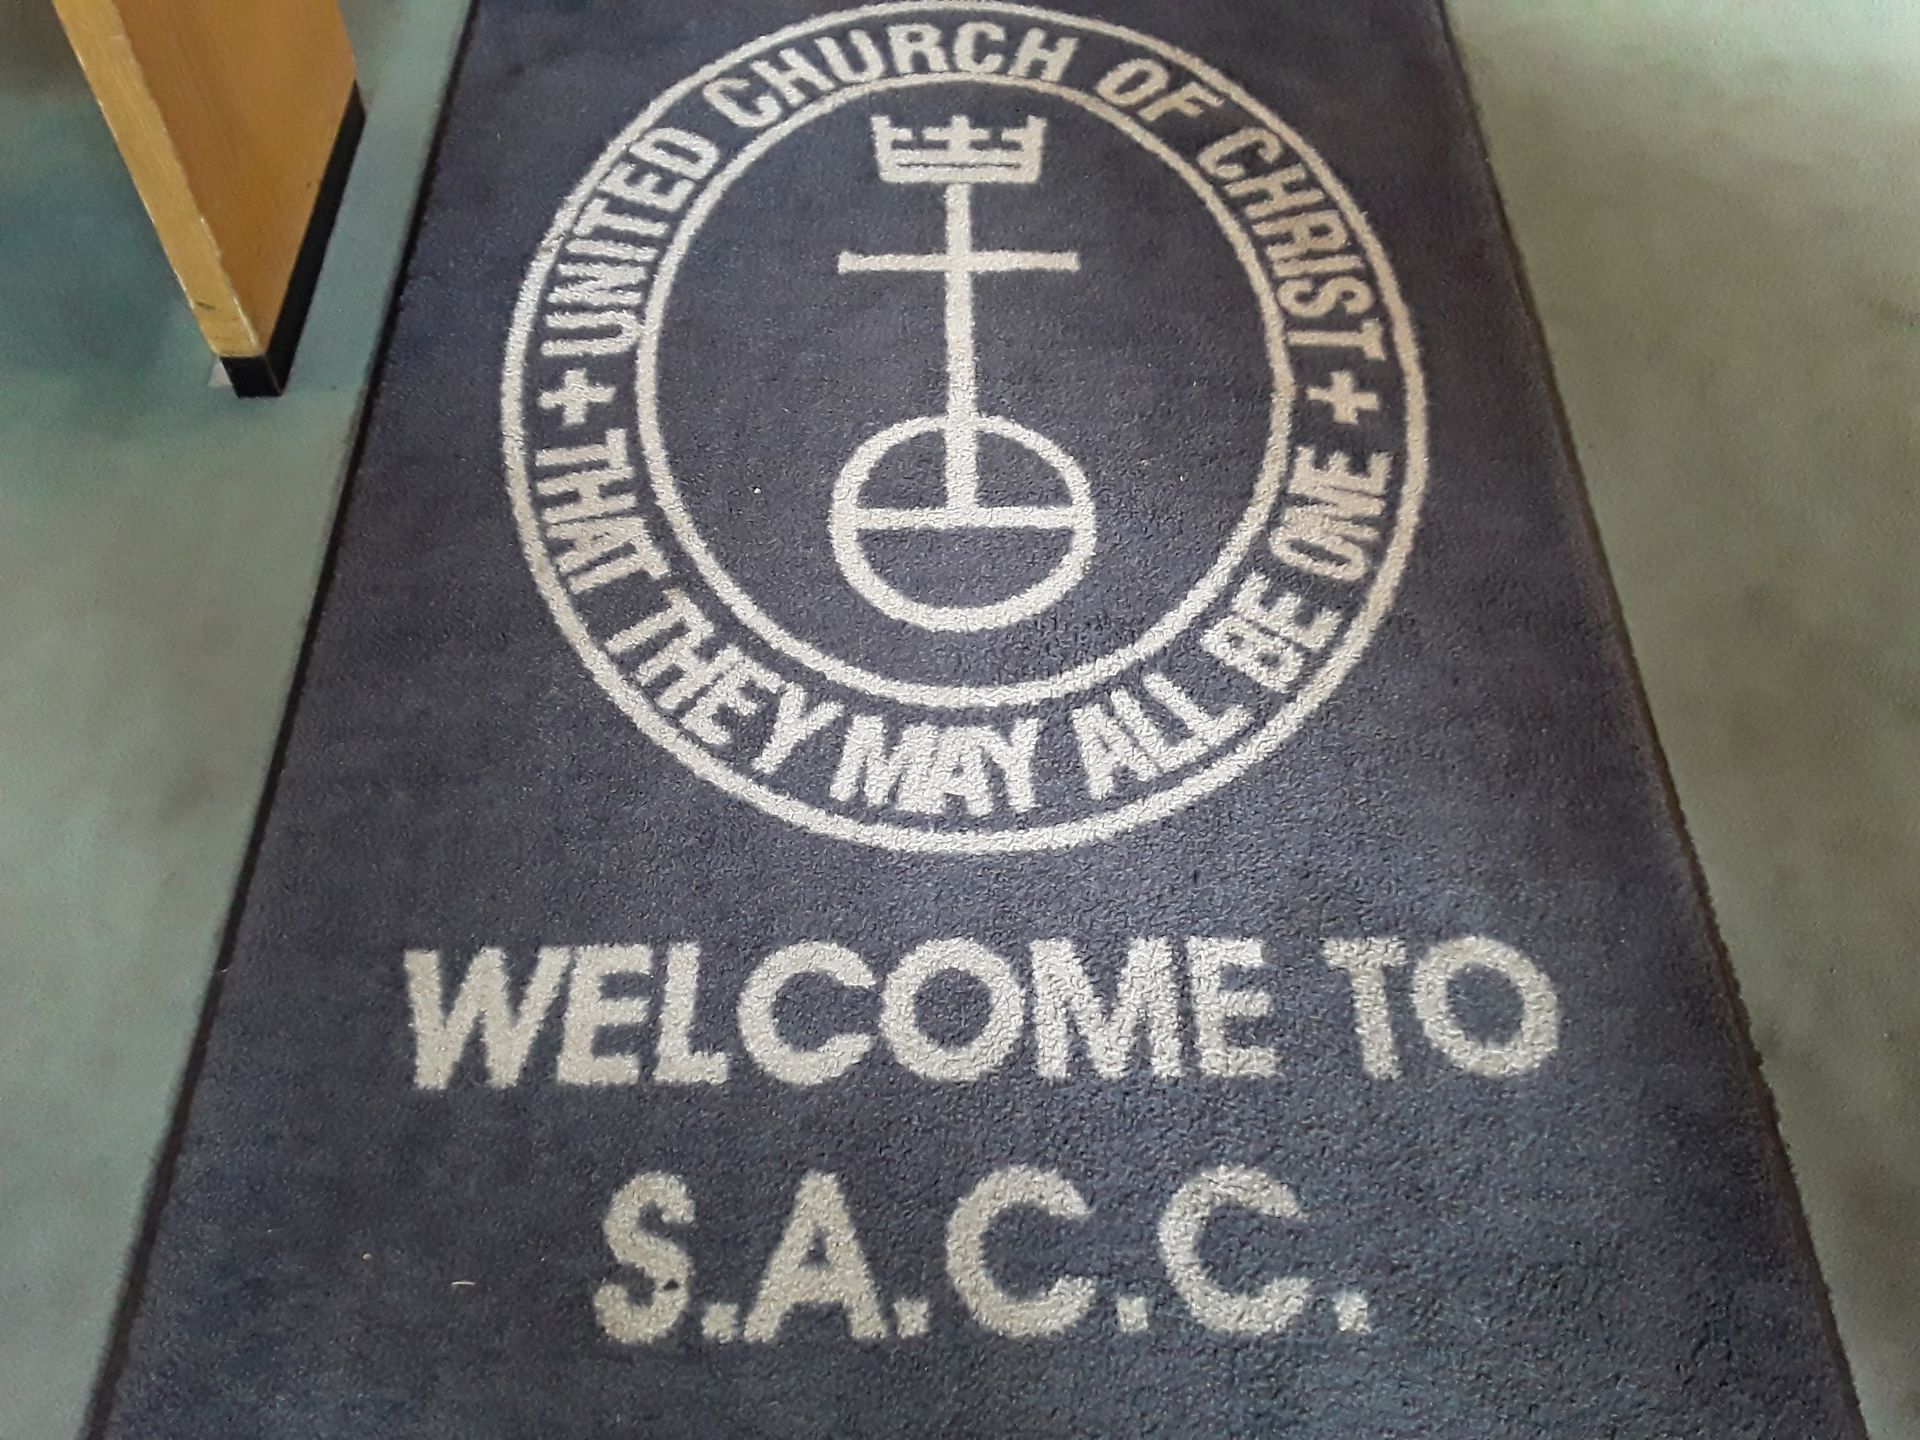 + UNITED CHURCH OF CHRIST +
THAT THEY MAY ALL BE ONE
WELCOME TO
S.A.C.C.